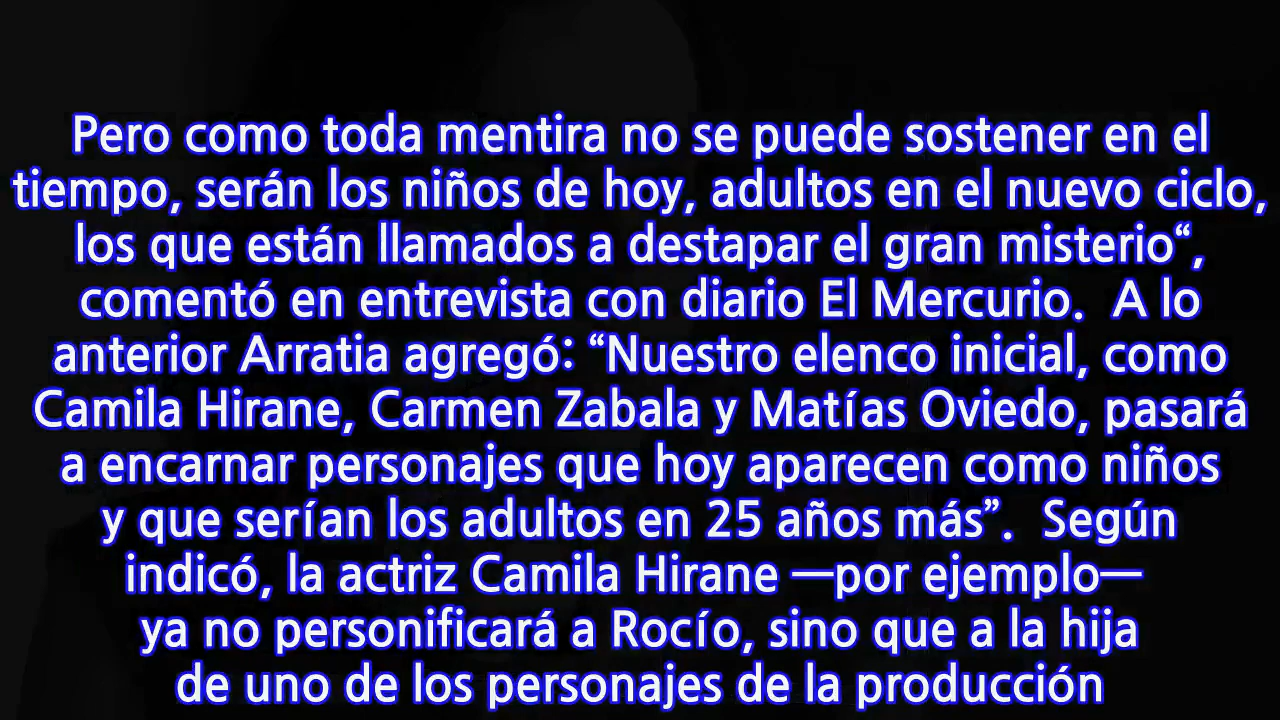 Pero como toda mentira no se puede sostener en el
tiempo, serán los niños de hoy, adultos en el nuevo ciclo,
los que están llamados a destapar el gran misterio“,
comentó en entrevista con diario El Mercurio.  A lo
anterior Arratia agregó: “Nuestro elenco inicial, como
Camila Hirane, Carmen Zabala y Matías Oviedo, pasará
a encarnar personajes que hoy aparecen como niños
y que serían los adultos en 25 años más”.  Según
indicó, la actriz Camila Hirane —por ejemplo—
ya no personificará a Rocío, sino que a la hija
de uno de los personajes de la producción